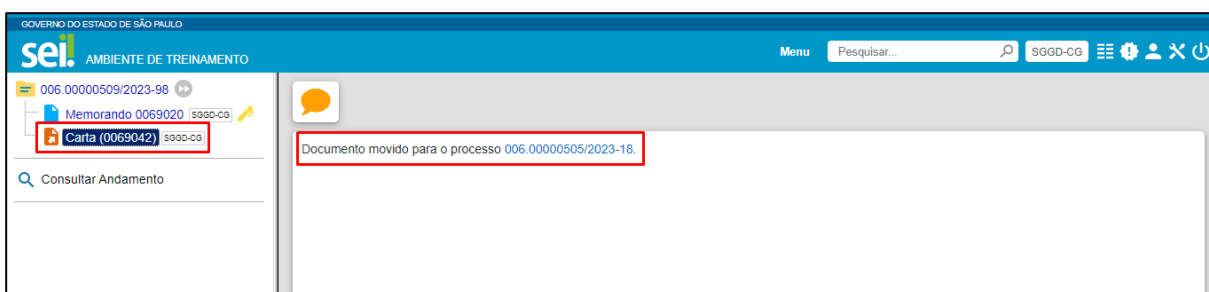 GOVERNO DO ESTADO DE SÃO PAULO
sei! AMBIENTE DE TREINAMENTO
Menu Pesquisar... SGGD-CG
006.00000509/2023-98
Memorando 0069020 SGGD-CG
Carta (0069042) SGGD-CG
Documento movido para o processo 006.00000505/2023-18.
Consultar Andamento